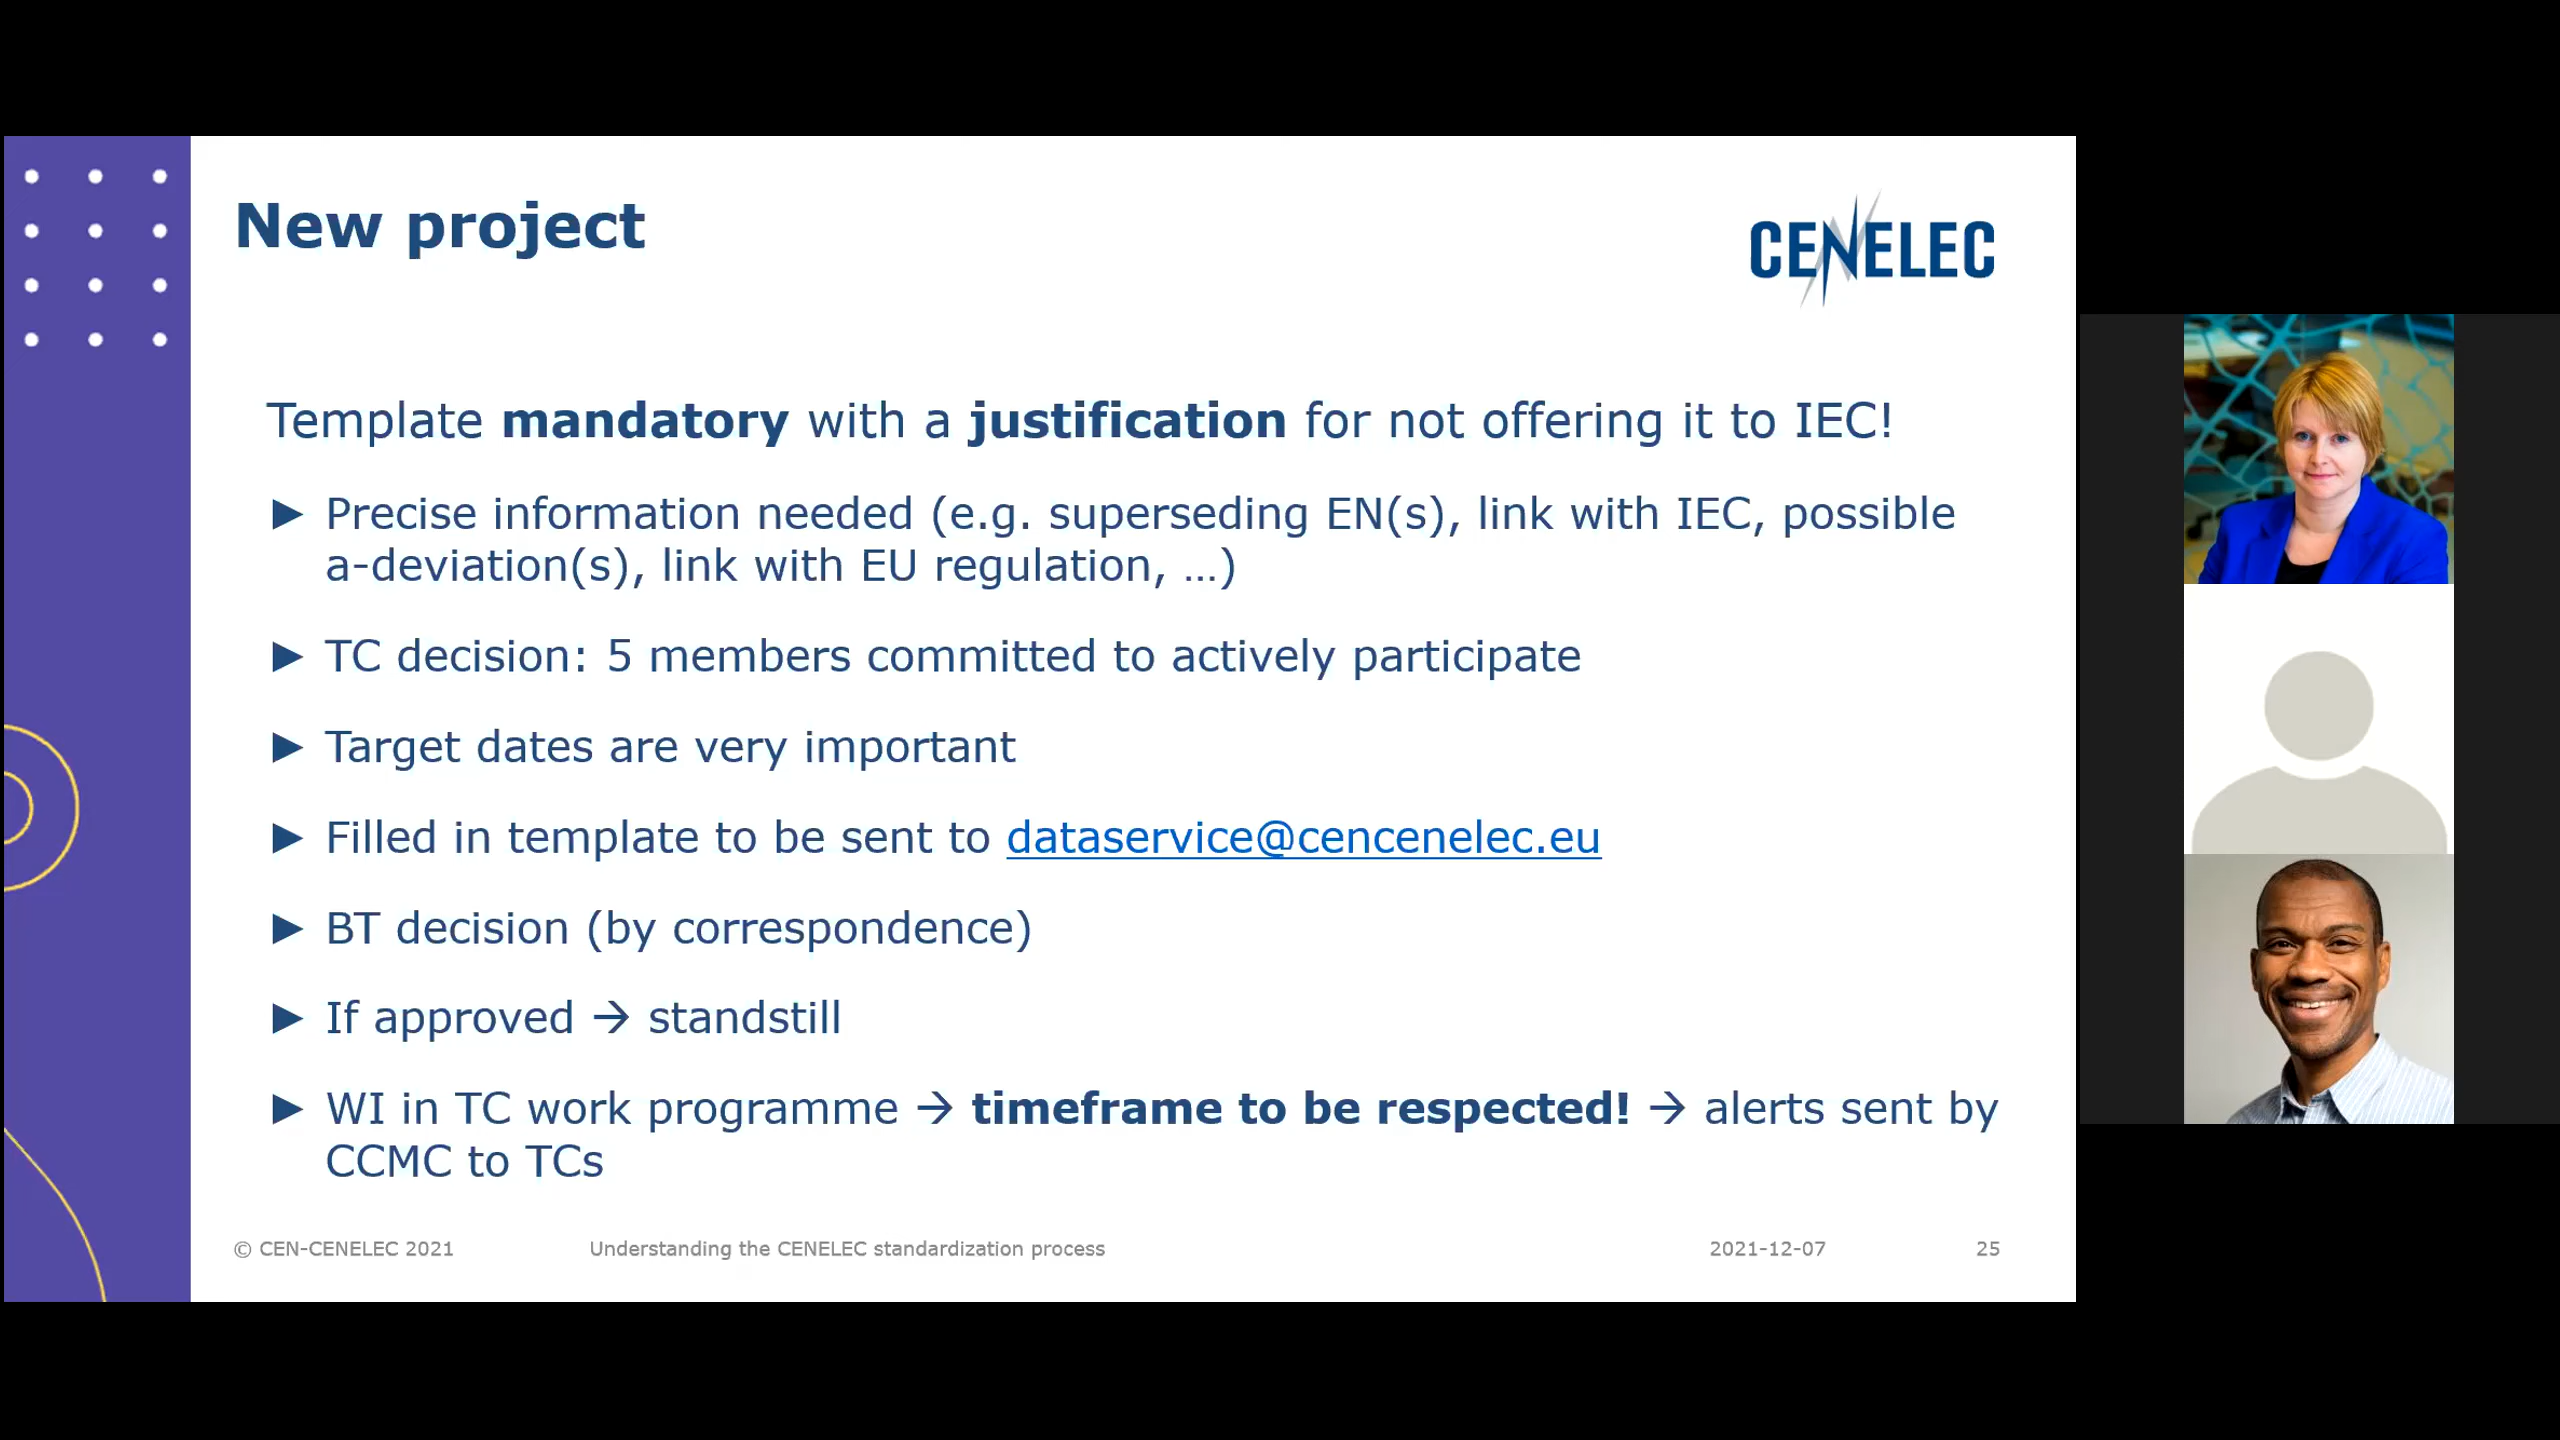 New project
CENELEC
Template mandatory with a justification for not offering it to IEC!
► Precise information needed (e.g. superseding EN(s), link with IEC, possible
a-deviation(s), link with EU regulation, …)
► TC decision: 5 members committed to actively participate
► Target dates are very important
► Filled in template to be sent to dataservice@cencenelec.eu
► BT decision (by correspondence)
► If approved → standstill
► WI in TC work programme → timeframe to be respected! → alerts sent by
CCMC to TCs
© CEN-CENELEC 2021 Understanding the CENELEC standardization process 2021-12-07 25